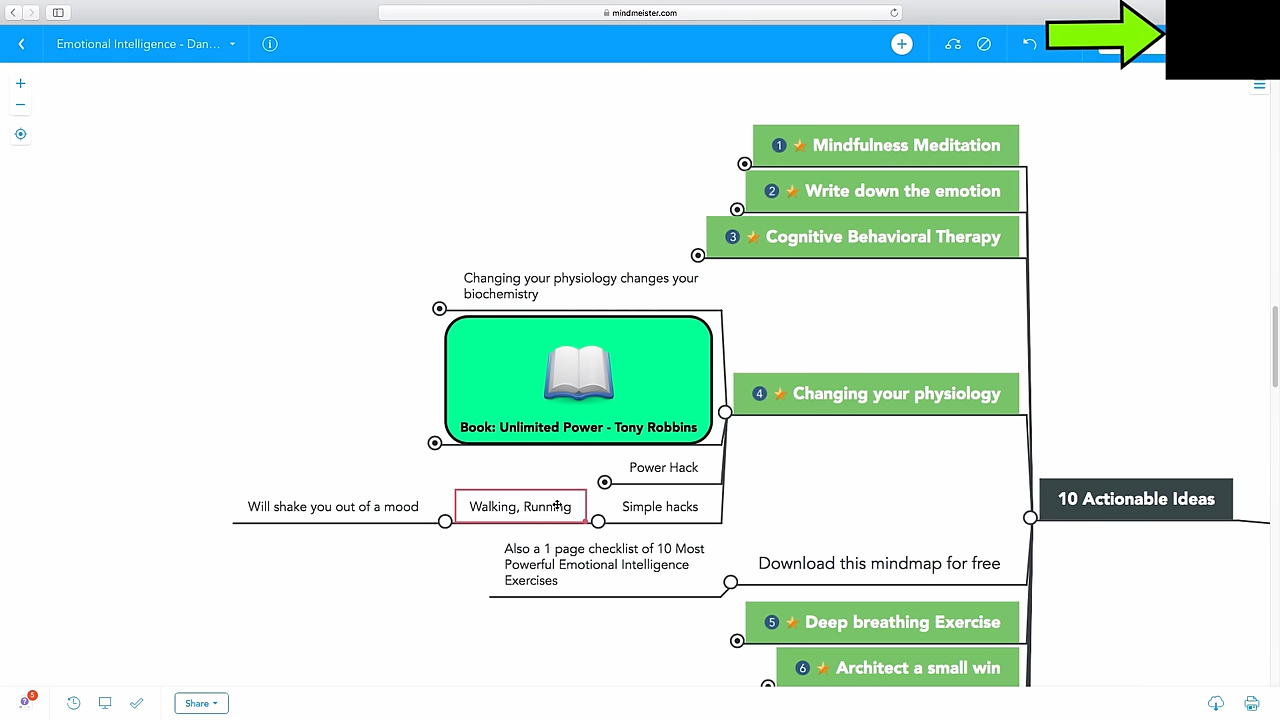 mindmeister.com
Emotional Intelligence - Dan...
1 Mindfulness Meditation
2 Write down the emotion
3 Cognitive Behavioral Therapy
Changing your physiology changes your
biochemistry
Book: Unlimited Power - Tony Robbins
4 Changing your physiology
Power Hack
Simple hacks
Walking, Running
Will shake you out of a mood
10 Actionable Ideas
Also a 1 page checklist of 10 Most
Powerful Emotional Intelligence
Exercises
Download this mindmap for free
5 Deep breathing Exercise
6 Architect a small win
5
Share